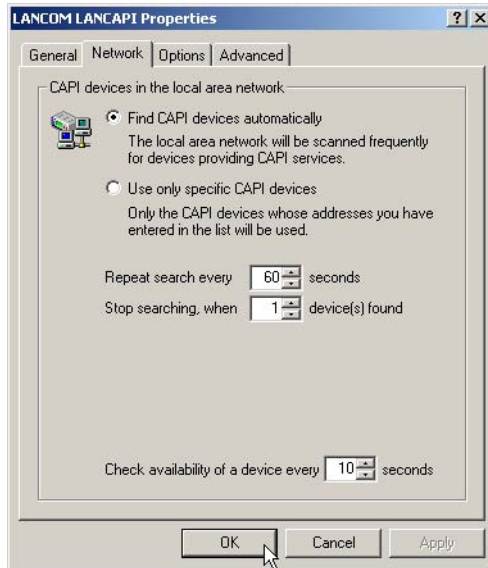 LANCOM LANCAPI Properties
General Network Options Advanced
CAPI devices in the local area network
Find CAPI devices automatically
The local area network will be scanned frequently
for devices providing CAPI services.
Use only specific CAPI devices
Only the CAPI devices whose addresses you have
entered in the list will be used.
Repeat search every 60 seconds
Stop searching, when 1 device(s) found
Check availability of a device every 10 seconds
OK Cancel Apply